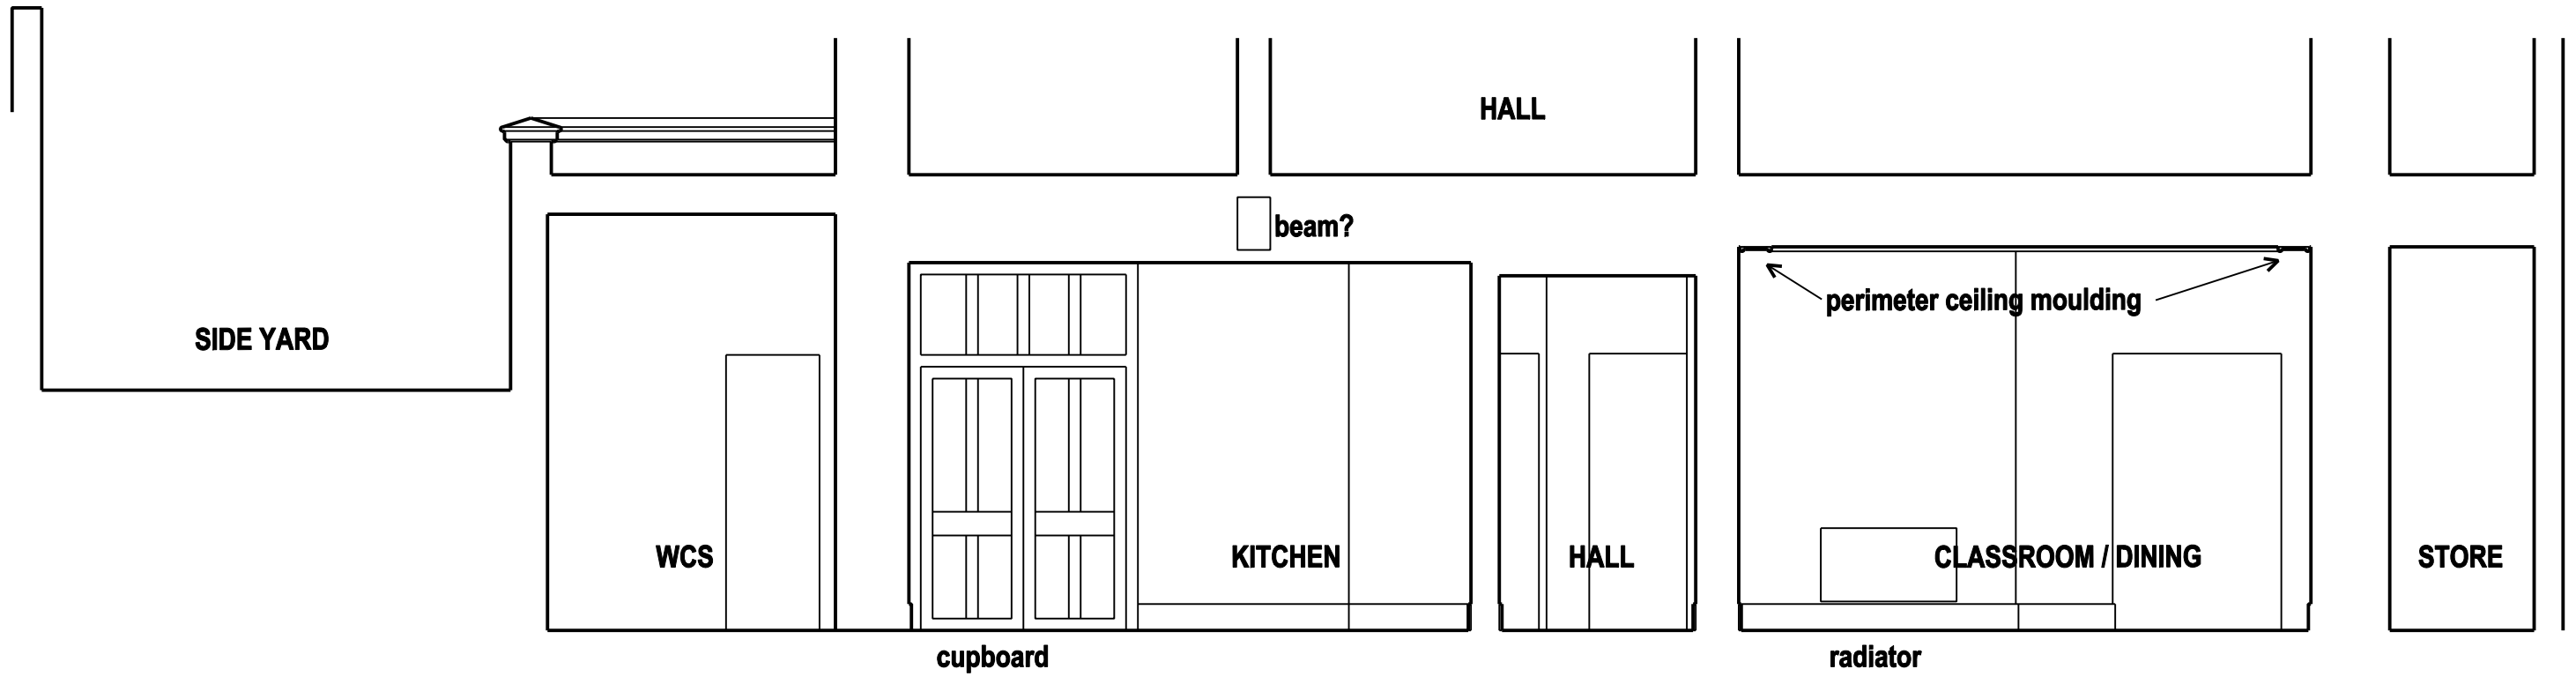 HALL
beam?
perimeter ceiling moulding
SIDE YARD
WCS
KITCHEN
HALL
CLASSROOM / DINING
STORE
cupboard
radiator